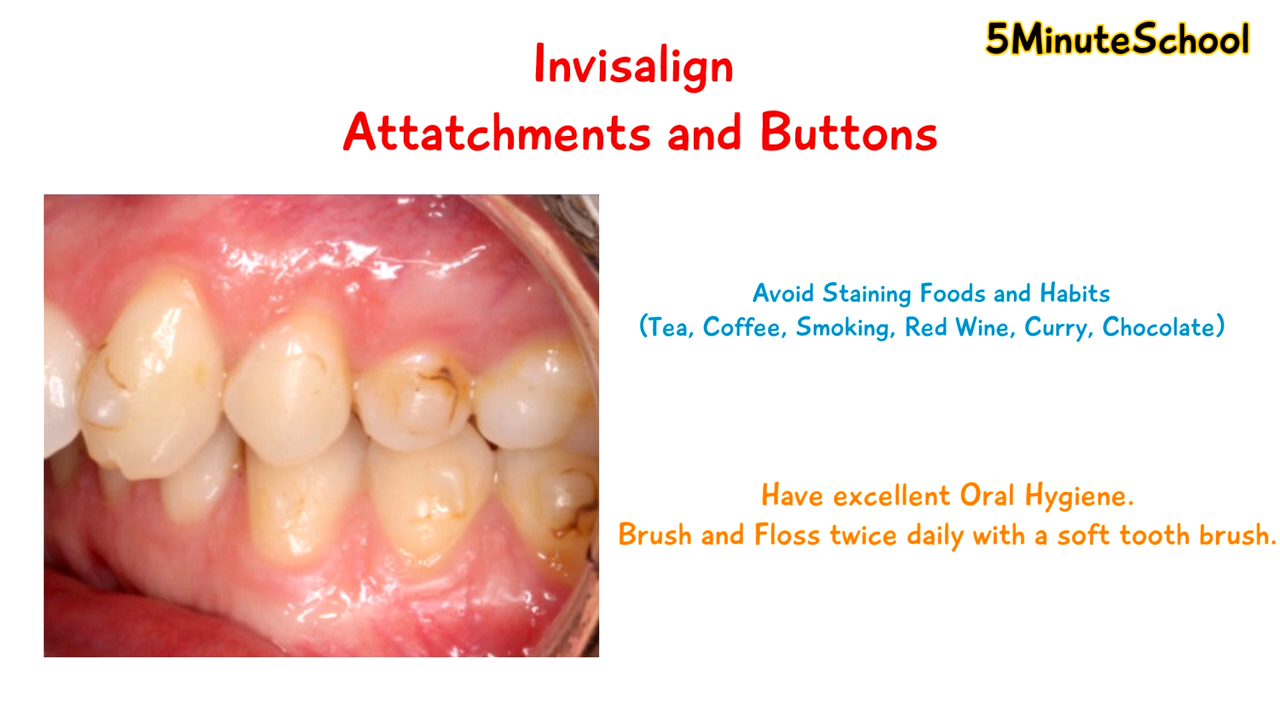 5MinuteSchool
Invisalign
Attatchments and Buttons
Avoid Staining Foods and Habits
(Tea, Coffee, Smoking, Red Wine, Curry, Chocolate)
Have excellent Oral Hygiene.
Brush and Floss twice daily with a soft tooth brush.